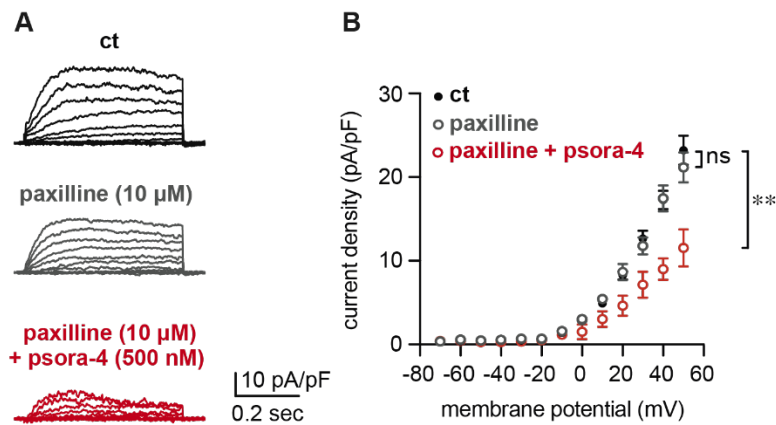 A
ct
paxilline (10 µM)
paxilline (10 µM)
+ psora-4 (500 nM)
10 pA/pF
0.2 sec
B
ct
paxilline
paxilline + psora-4
current density (pA/pF)
30
20
10
0
-80 -60 -40 -20 0 20 40 60
membrane potential (mV)
ns
**